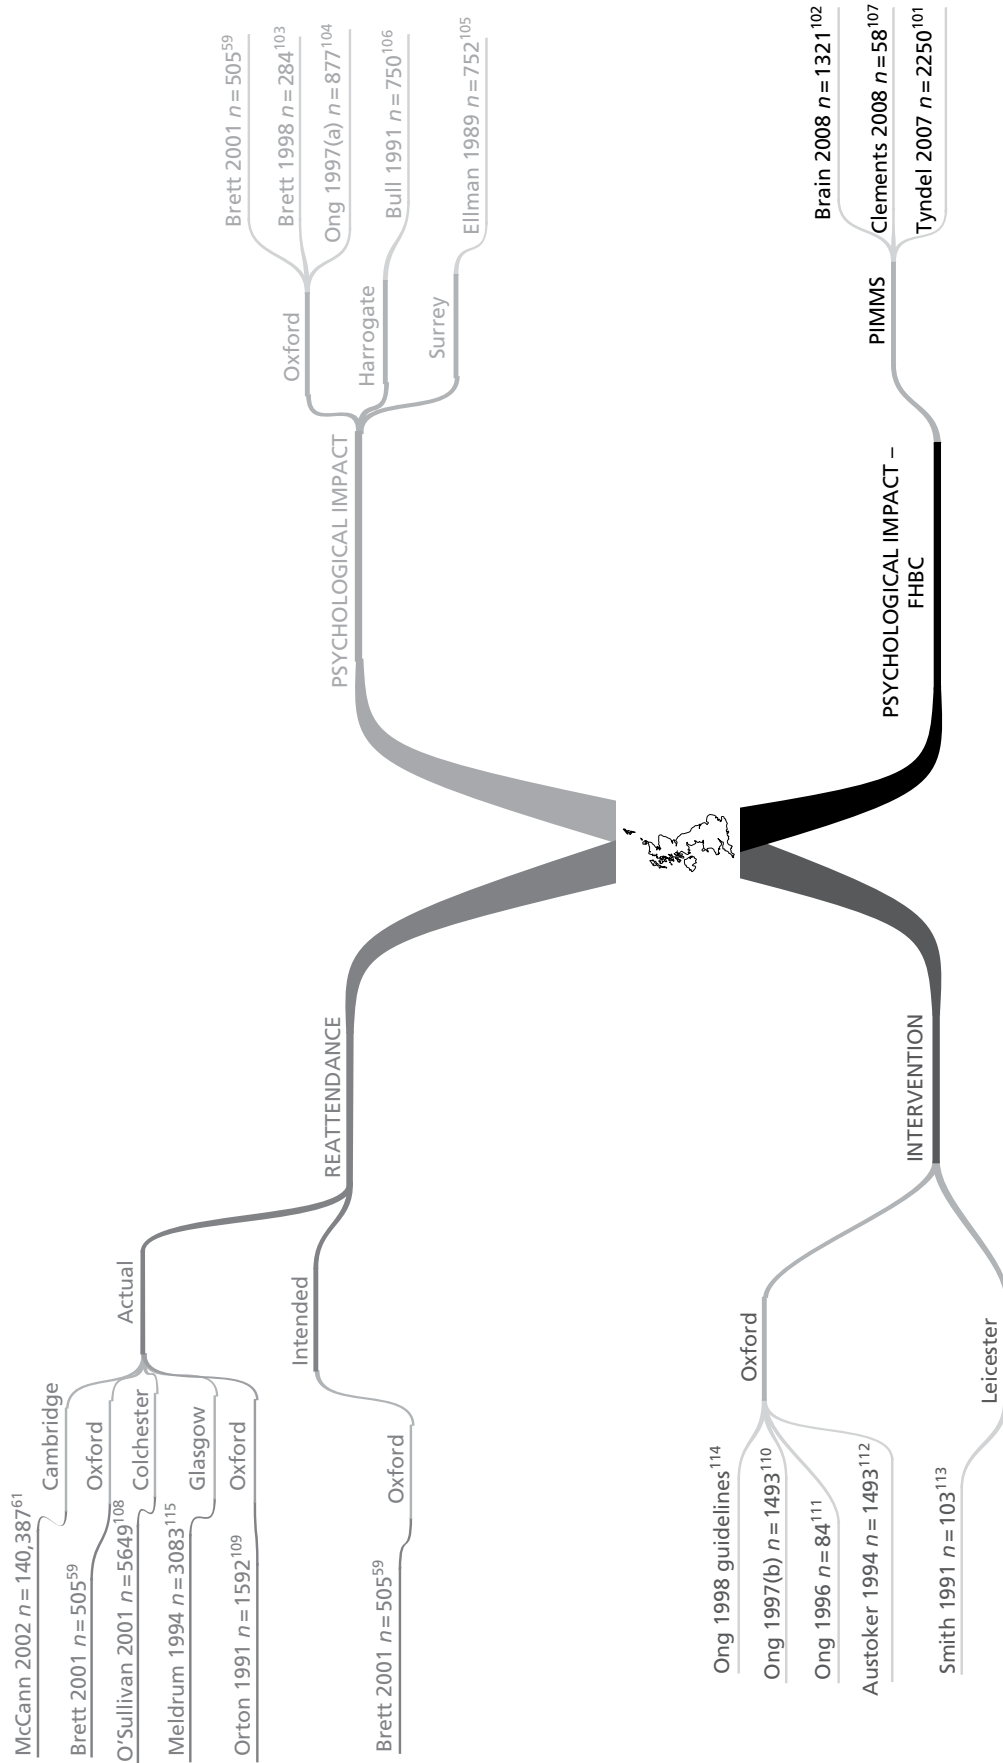 McCann 2002 n=140,387⁶¹
Cambridge
Brett 2001 n=505⁵⁹
Oxford
O'Sullivan 2001 n=5649¹⁰⁸
Colchester
Meldrum 1994 n=3083¹¹⁵
Glasgow
Orton 1991 n=1592¹⁰⁹
Oxford
Actual
Brett 2001 n=505⁵⁹
Oxford
Intended
REATTENDANCE
PSYCHOLOGICAL IMPACT
Oxford
Brett 2001 n=505⁵⁹
Brett 1998 n=284¹⁰³
Ong 1997(a) n=877¹⁰⁴
Harrogate
Bull 1991 n=750¹⁰⁶
Surrey
Ellman 1989 n=752¹⁰⁵
Ong 1998 guidelines¹¹⁴
Ong 1997(b) n=1493¹¹⁰
Ong 1996 n=84¹¹¹
Austoker 1994 n=1493¹¹²
Oxford
Smith 1991 n=103¹¹³
Leicester
INTERVENTION
PSYCHOLOGICAL IMPACT –
FHBC
PIMMS
Brain 2008 n=1321¹⁰²
Clements 2008 n=58¹⁰⁷
Tyndel 2007 n=2250¹⁰¹